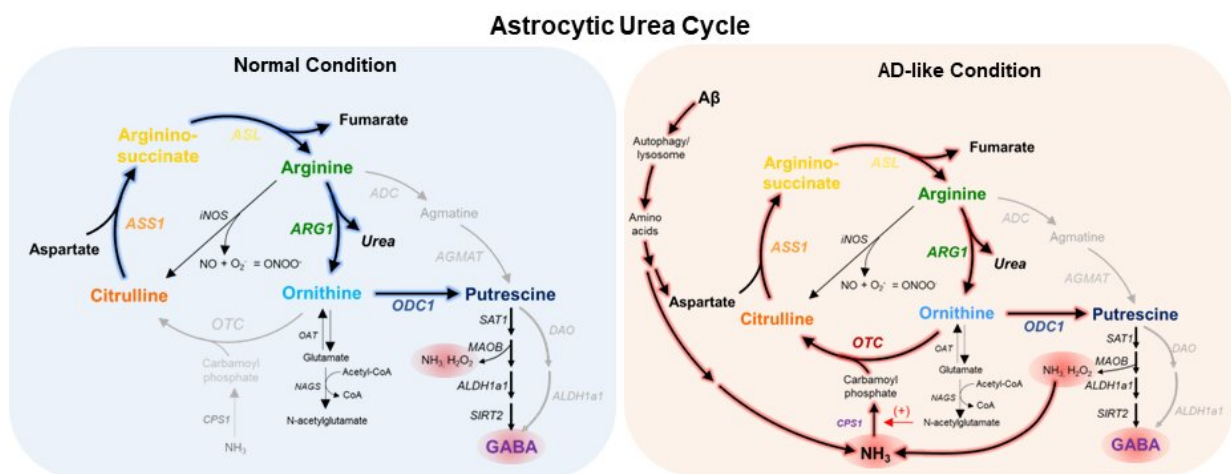 Astrocytic Urea Cycle
Normal Condition
Arginino-
succinate
ASL
Fumarate
Arginine
ADC
Agmatine
iNOS
ARG1
Urea
ASS1
Aspartate
NO + O₂⁻ = ONOO⁻
AGMAT
Citrulline
Ornithine
ODC1
Putrescine
OTC
OAT
SAT1
DAO
Carbamoyl
phosphate
Glutamate
MAOB
NH₃, H₂O₂
Acetyl-CoA
NAGS
CoA
ALDH1a1
ALDH1a1
CPS1
N-acetylglutamate
SIRT2
NH₃
GABA
AD-like Condition
Aβ
Autophagy/
lysosome
Amino
acids
Arginino-
succinate
ASL
Fumarate
Arginine
ADC
Agmatine
iNOS
ARG1
Urea
ASS1
Aspartate
NO + O₂⁻ = ONOO⁻
AGMAT
Citrulline
Ornithine
ODC1
Putrescine
OTC
OAT
SAT1
DAO
Carbamoyl
phosphate
Glutamate
MAOB
NH₃, H₂O₂
Acetyl-CoA
NAGS
CoA
ALDH1a1
ALDH1a1
CPS1
(+)
N-acetylglutamate
SIRT2
NH₃
GABA